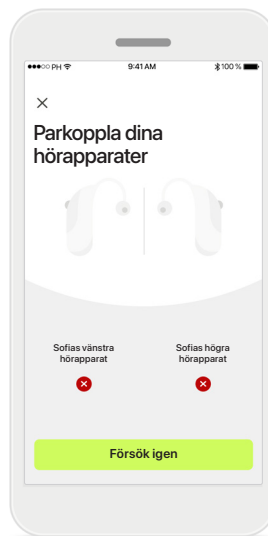 PH 9:41 AM 100 %
Parkoppla dina
hörapparater
Sofias vänstra
hörapparat
Sofias högra
hörapparat
Försök igen